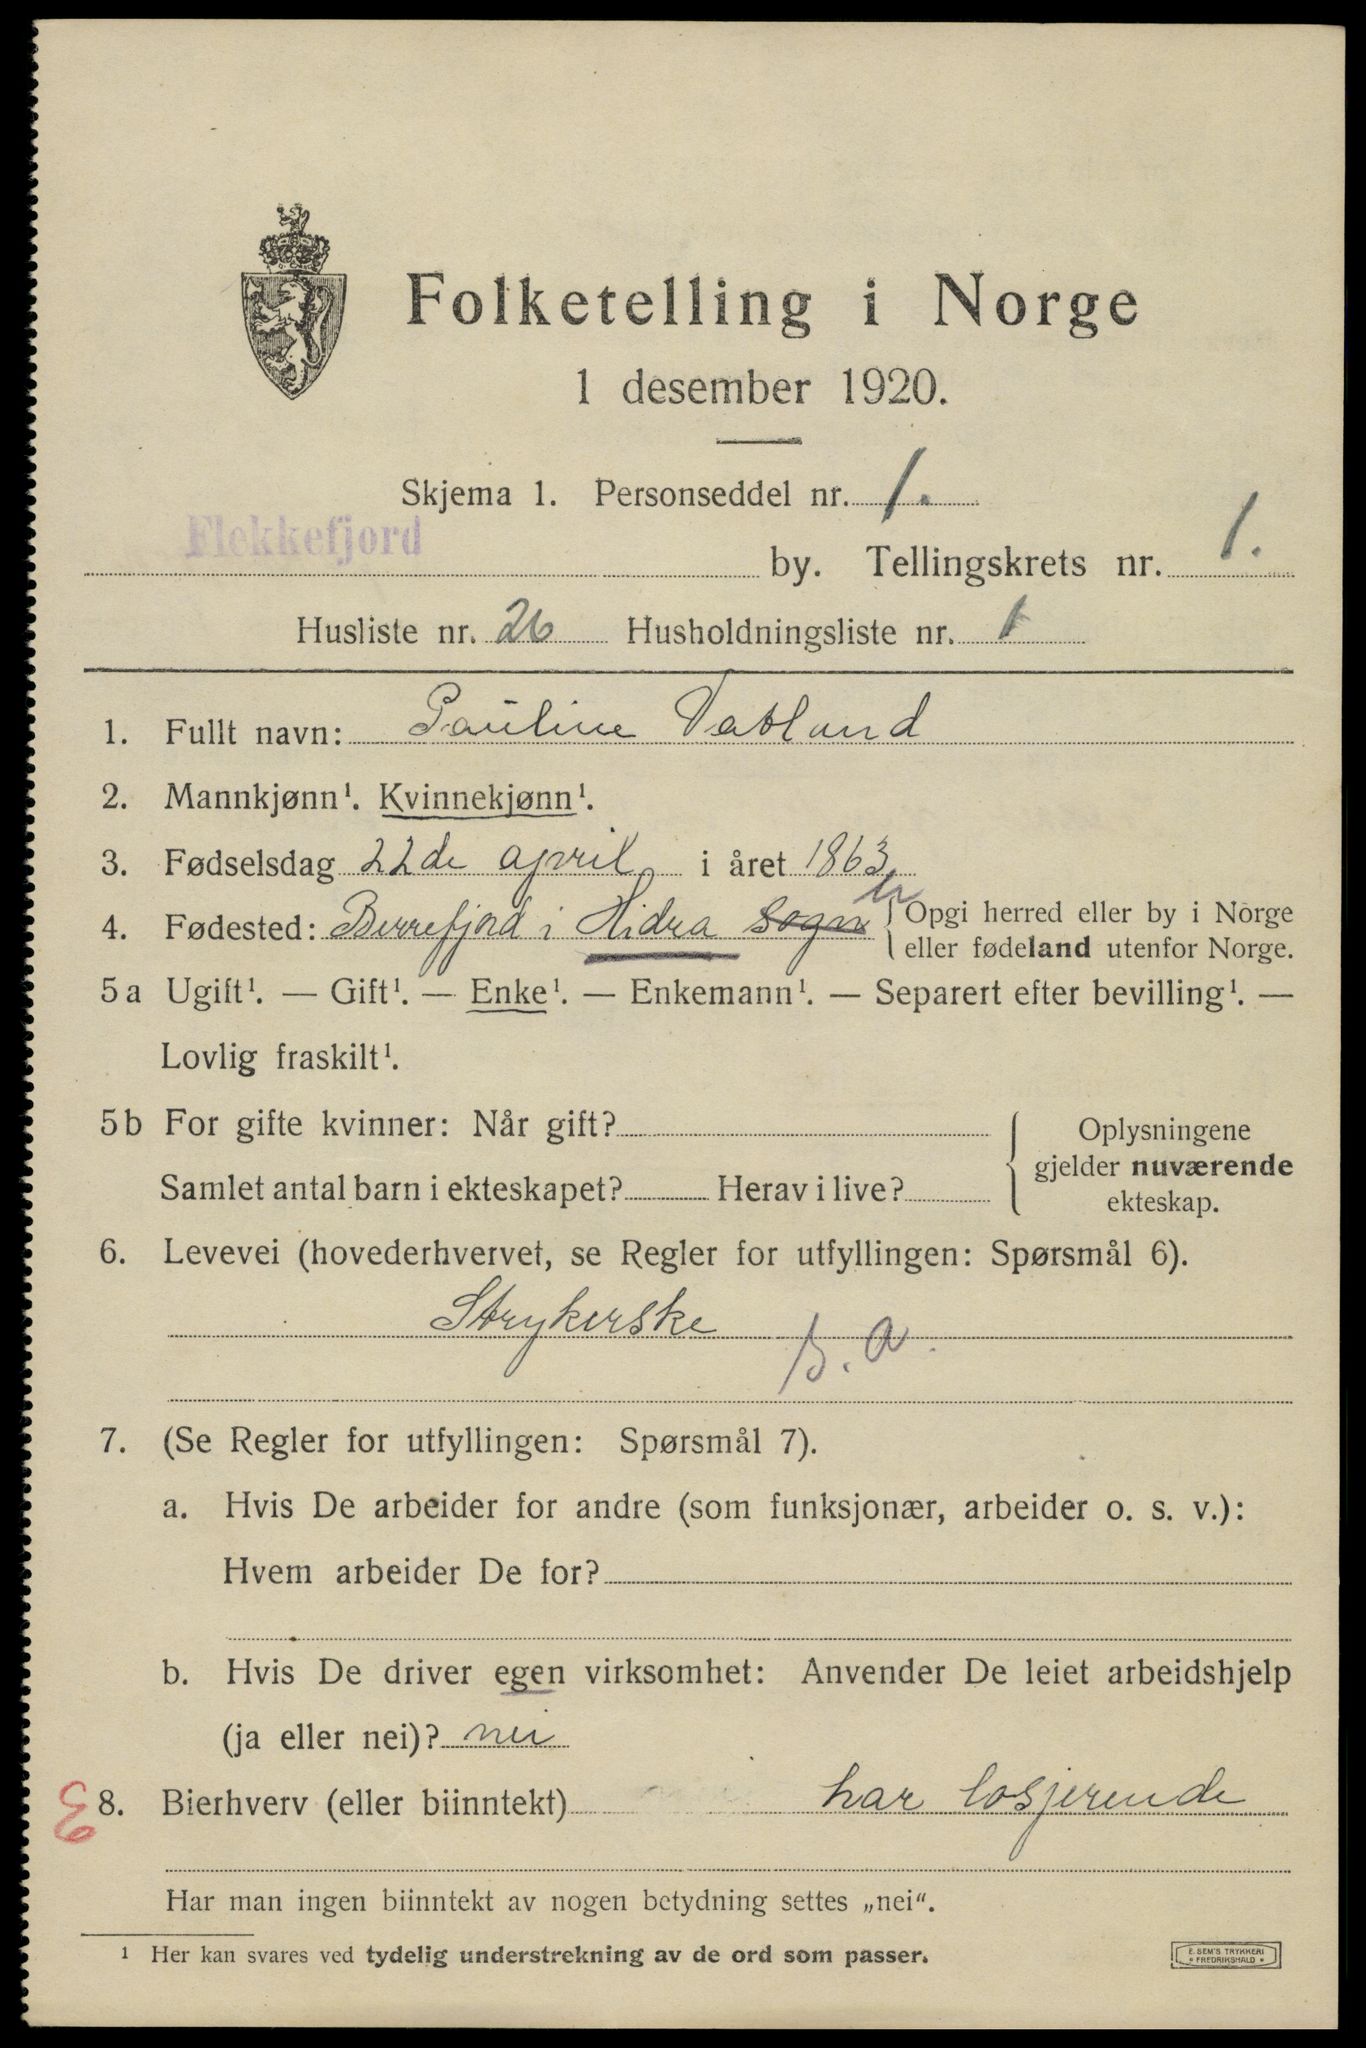 Folketelling i Norge
1 desember 1920.
Skjema 1. Personseddel nr. 1.
Flekkefjord by. Tellingskrets nr. 1.
Husliste nr. 26 Husholdningsliste nr. 1
1. Fullt navn: Pauline Vatland
2. Mannkjønn¹. Kvinnekjønn¹.
3. Fødselsdag 22de april i året 1863
4. Fødested: Berrefjord i Hidra sogn h {Opgi herred eller by i Norge
eller fødeland utenfor Norge.
5 a Ugift¹. — Gift¹. — Enke¹. — Enkemann¹. — Separert efter bevilling¹. —
Lovlig fraskilt¹.
5 b For gifte kvinner: Når gift?
Samlet antal barn i ekteskapet? Herav i live?
Oplysningene
gjelder nuværende
ekteskap.
6. Levevei (hovederhvervet, se Regler for utfyllingen: Spørsmål 6).
Strykerske
a.
7. (Se Regler for utfyllingen: Spørsmål 7).
a. Hvis De arbeider for andre (som funksjonær, arbeider o. s. v.):
Hvem arbeider De for?
b. Hvis De driver egen virksomhet: Anvender De leiet arbeidshjelp
(ja eller nei)? nei
8. Bierhverv (eller biinntekt) har losjerende
Har man ingen biinntekt av nogen betydning settes „nei“.
¹ Her kan svares ved tydelig understrekning av de ord som passer.
E. SEM'S TRYKKERI
* FREDRIKSHALD *